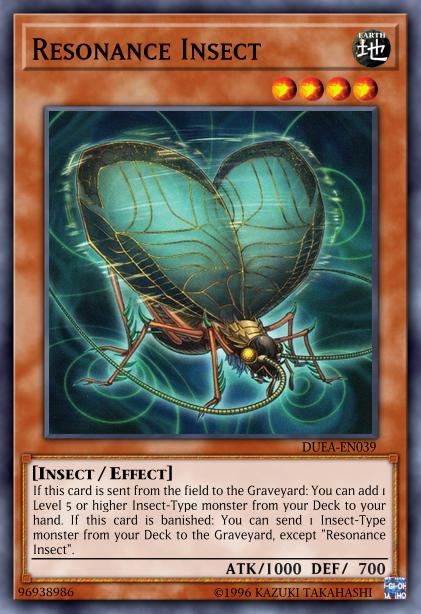 RESONANCE INSECT
EARTH
地
DUEA-EN039
[INSECT / EFFECT]
If this card is sent from the field to the Graveyard: You can add 1
Level 5 or higher Insect-Type monster from your Deck to your
hand. If this card is banished: You can send 1 Insect-Type
monster from your Deck to the Graveyard, except "Resonance
Insect".
ATK/1000 DEF/ 700
96938986
©1996 KAZUKI TAKAHASHI